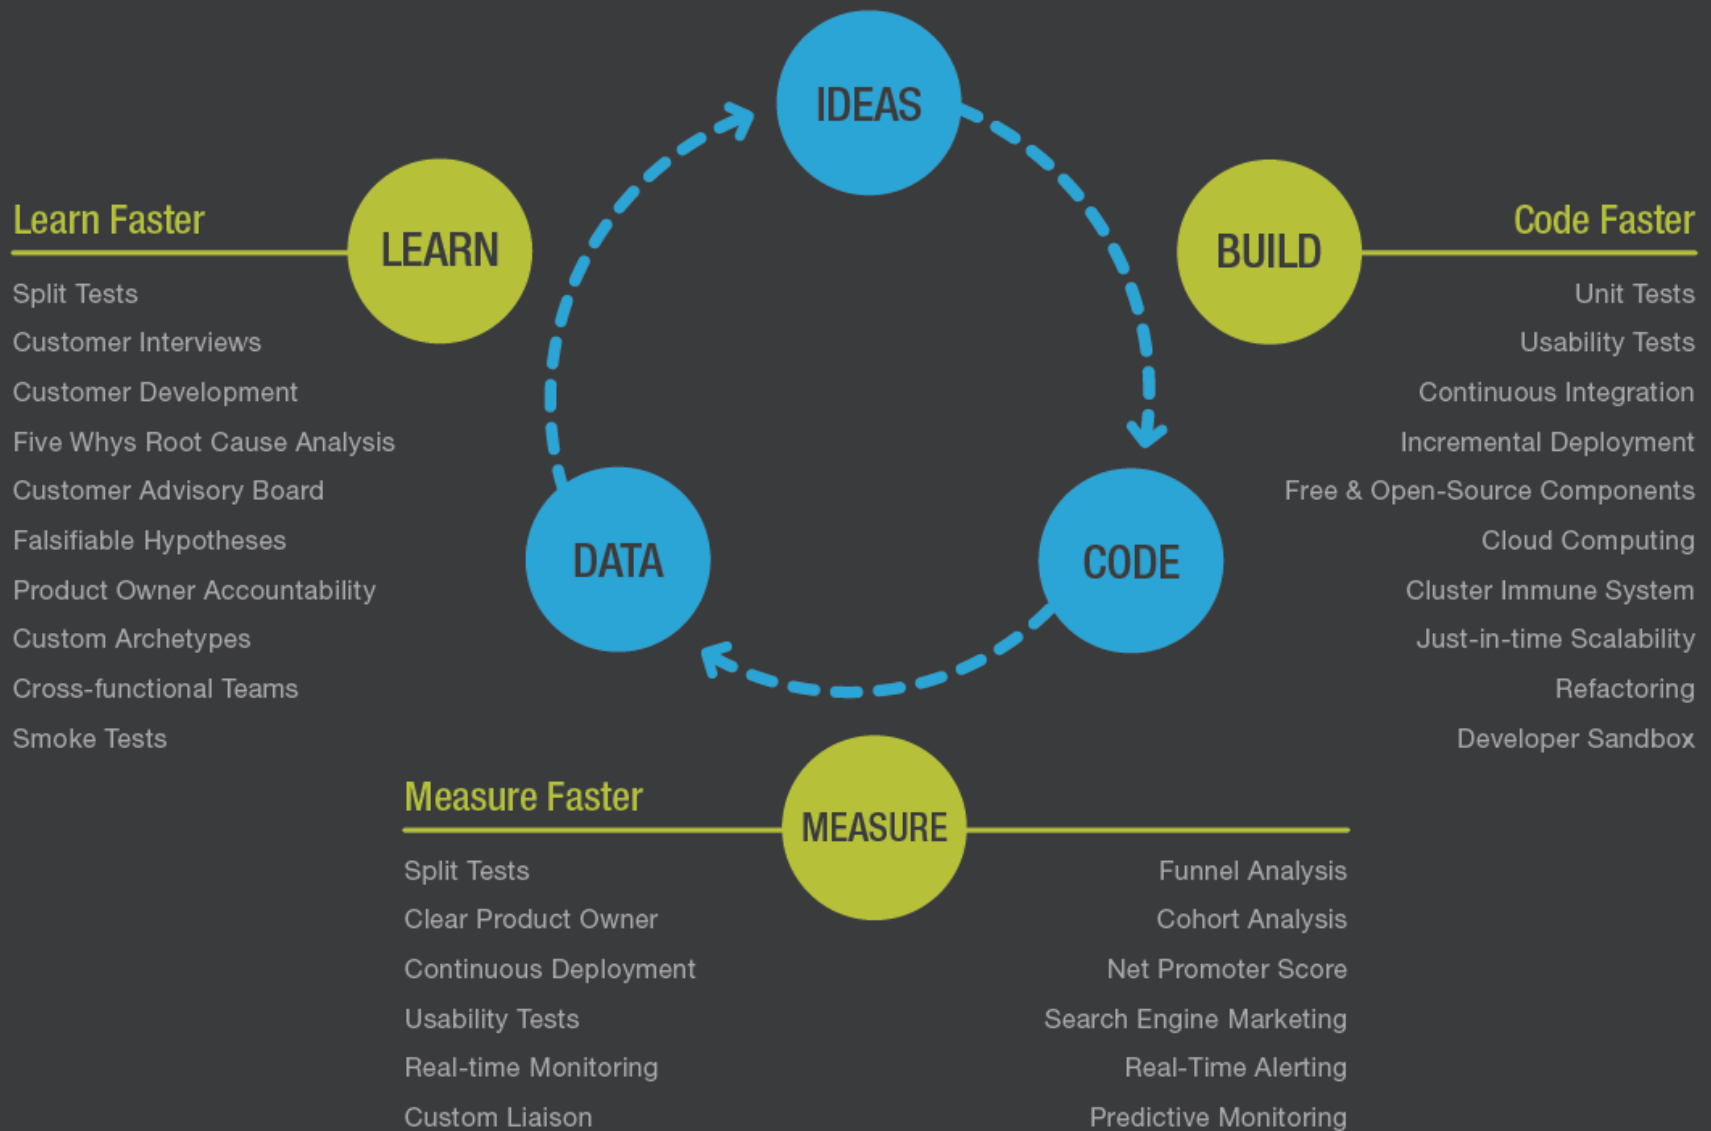 IDEAS
LEARN
BUILD
DATA
CODE
MEASURE
Learn Faster
Split Tests
Customer Interviews
Customer Development
Five Whys Root Cause Analysis
Customer Advisory Board
Falsifiable Hypotheses
Product Owner Accountability
Custom Archetypes
Cross-functional Teams
Smoke Tests
Code Faster
Unit Tests
Usability Tests
Continuous Integration
Incremental Deployment
Free & Open-Source Components
Cloud Computing
Cluster Immune System
Just-in-time Scalability
Refactoring
Developer Sandbox
Measure Faster
Split Tests
Clear Product Owner
Continuous Deployment
Usability Tests
Real-time Monitoring
Custom Liaison
Funnel Analysis
Cohort Analysis
Net Promoter Score
Search Engine Marketing
Real-Time Alerting
Predictive Monitoring